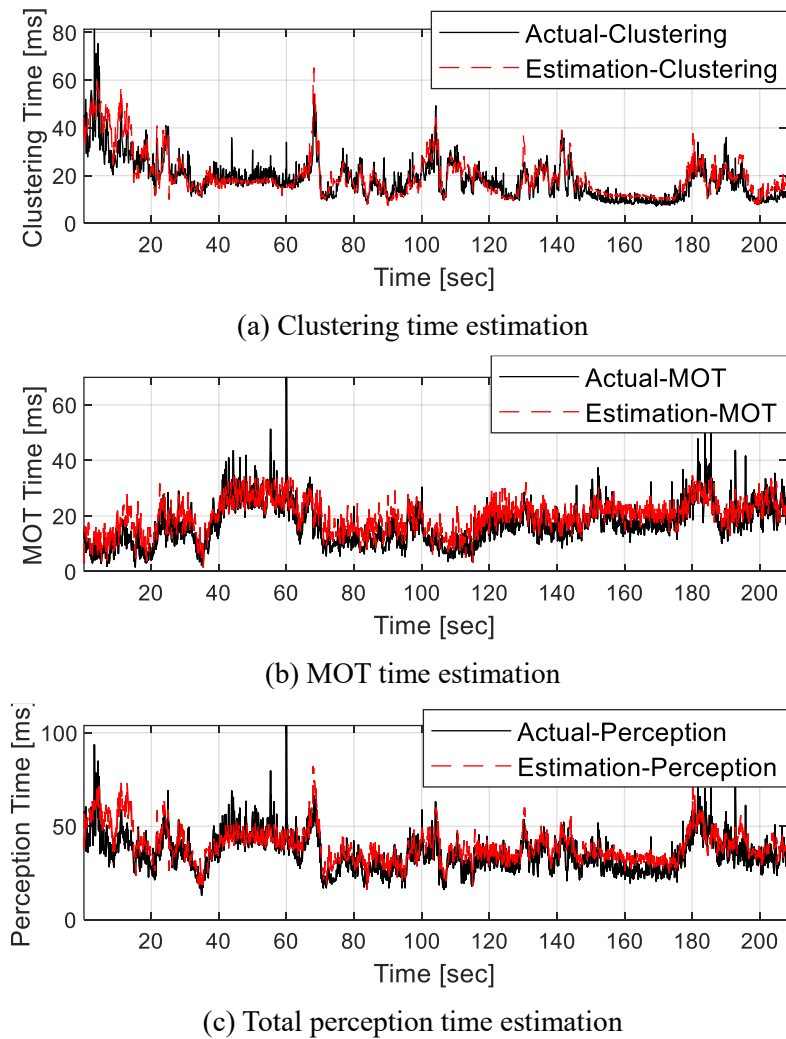 Actual-Clustering
Estimation-Clustering
Clustering Time [ms]
80
60
40
20
0
20 40 60 80 100 120 140 160 180 200
Time [sec]
(a) Clustering time estimation
Actual-MOT
Estimation-MOT
MOT Time [ms]
60
40
20
0
20 40 60 80 100 120 140 160 180 200
Time [sec]
(b) MOT time estimation
Actual-Perception
Estimation-Perception
Perception Time [ms]
100
50
0
20 40 60 80 100 120 140 160 180 200
Time [sec]
(c) Total perception time estimation